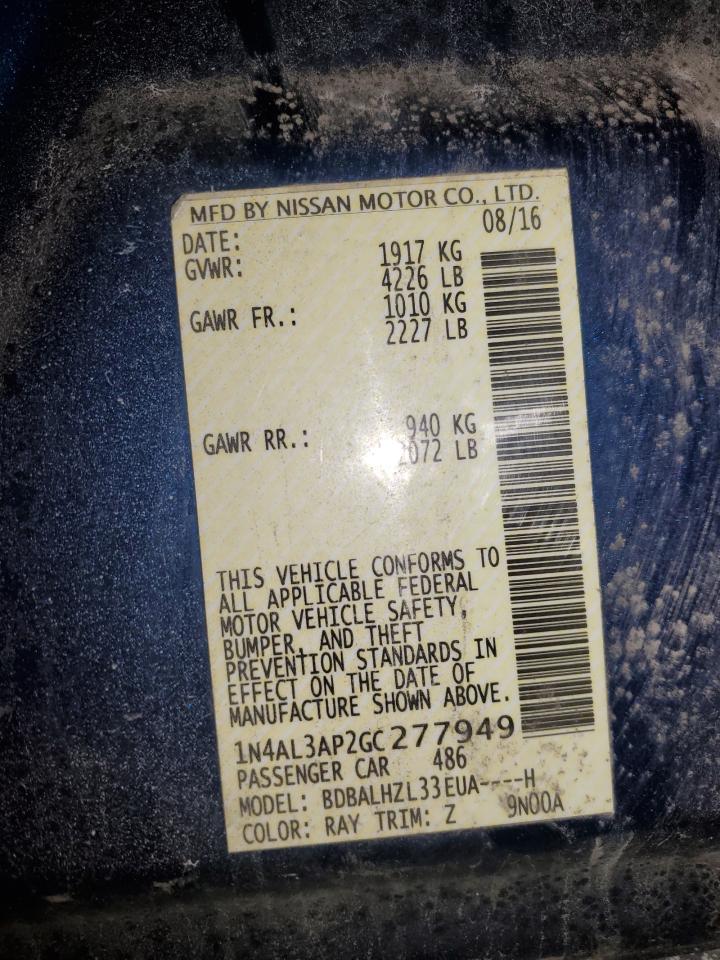 MFD BY NISSAN MOTOR CO., LTD.
DATE: 08/16
GVWR: 1917 KG
4226 LB
GAWR FR.: 1010 KG
2227 LB
GAWR RR.: 940 KG
2072 LB
THIS VEHICLE CONFORMS TO
ALL APPLICABLE FEDERAL
MOTOR VEHICLE SAFETY,
BUMPER, AND THEFT
PREVENTION STANDARDS IN
EFFECT ON THE DATE OF
MANUFACTURE SHOWN ABOVE.
1N4AL3AP2GC277949
PASSENGER CAR 486
MODEL: BDBALHZL33EUA----H
COLOR: RAY TRIM: Z 9N00A